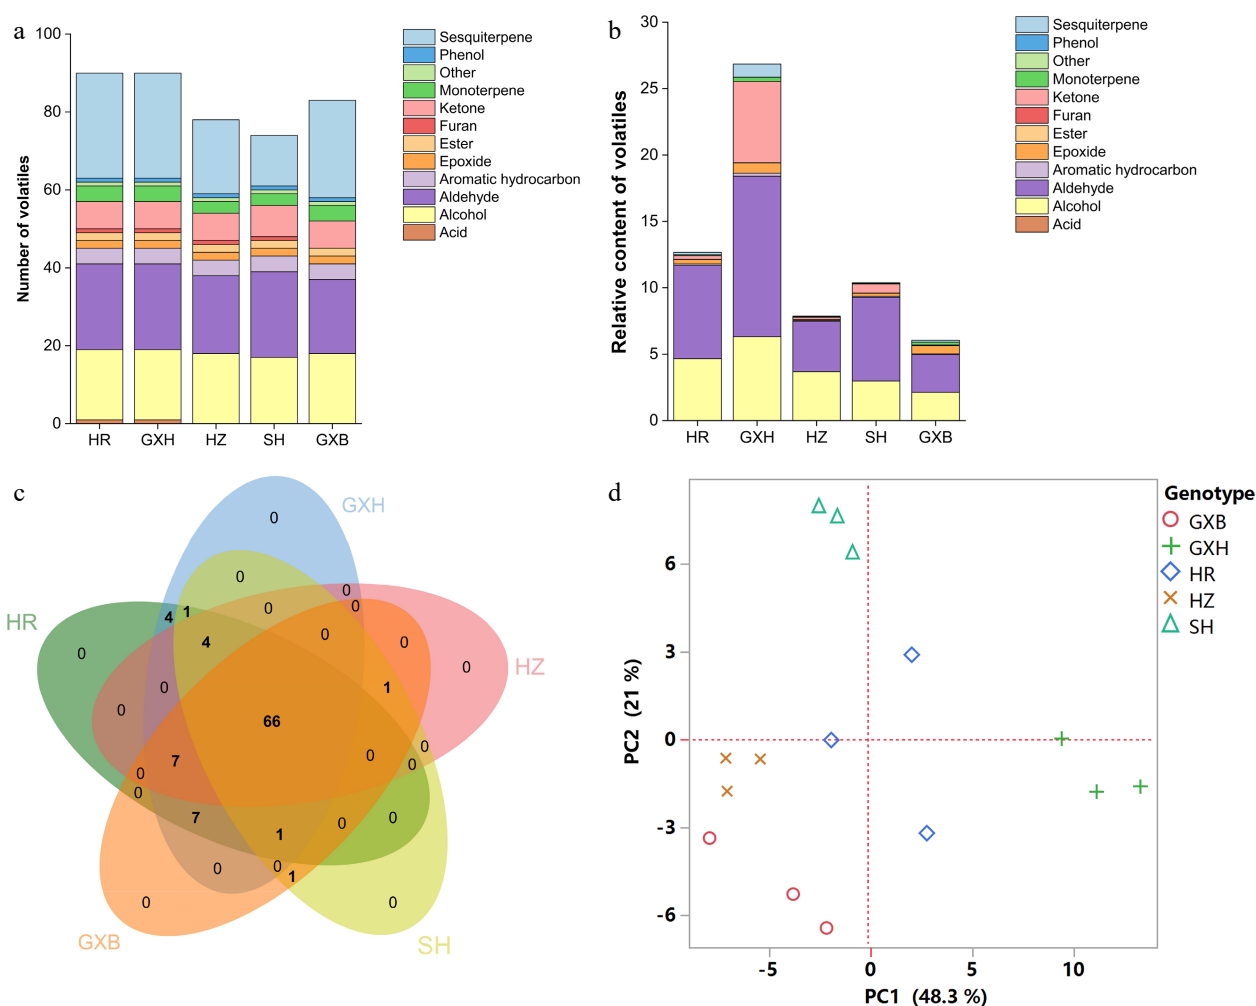 a
100
80
60
40
20
0
Number of volatiles
HR GXH HZ SH GXB
Sesquiterpene
Phenol
Other
Monoterpene
Ketone
Furan
Ester
Epoxide
Aromatic hydrocarbon
Aldehyde
Alcohol
Acid
b
30
25
20
15
10
5
0
Relative content of volatiles
HR GXH HZ SH GXB
Sesquiterpene
Phenol
Other
Monoterpene
Ketone
Furan
Ester
Epoxide
Aromatic hydrocarbon
Aldehyde
Alcohol
Acid
c
GXH
0
0
0
4 1 0 0
HR
4 0 0
0
HZ
0 1 0
0
66
0
7 0 0
0
0
7 0 0
1
0 0
1
0 0
GXB
SH
d
6
3
0
-3
-6
PC2 (21 %)
-5 0 5 10
PC1 (48.3 %)
Genotype
GXB
GXH
HR
HZ
SH